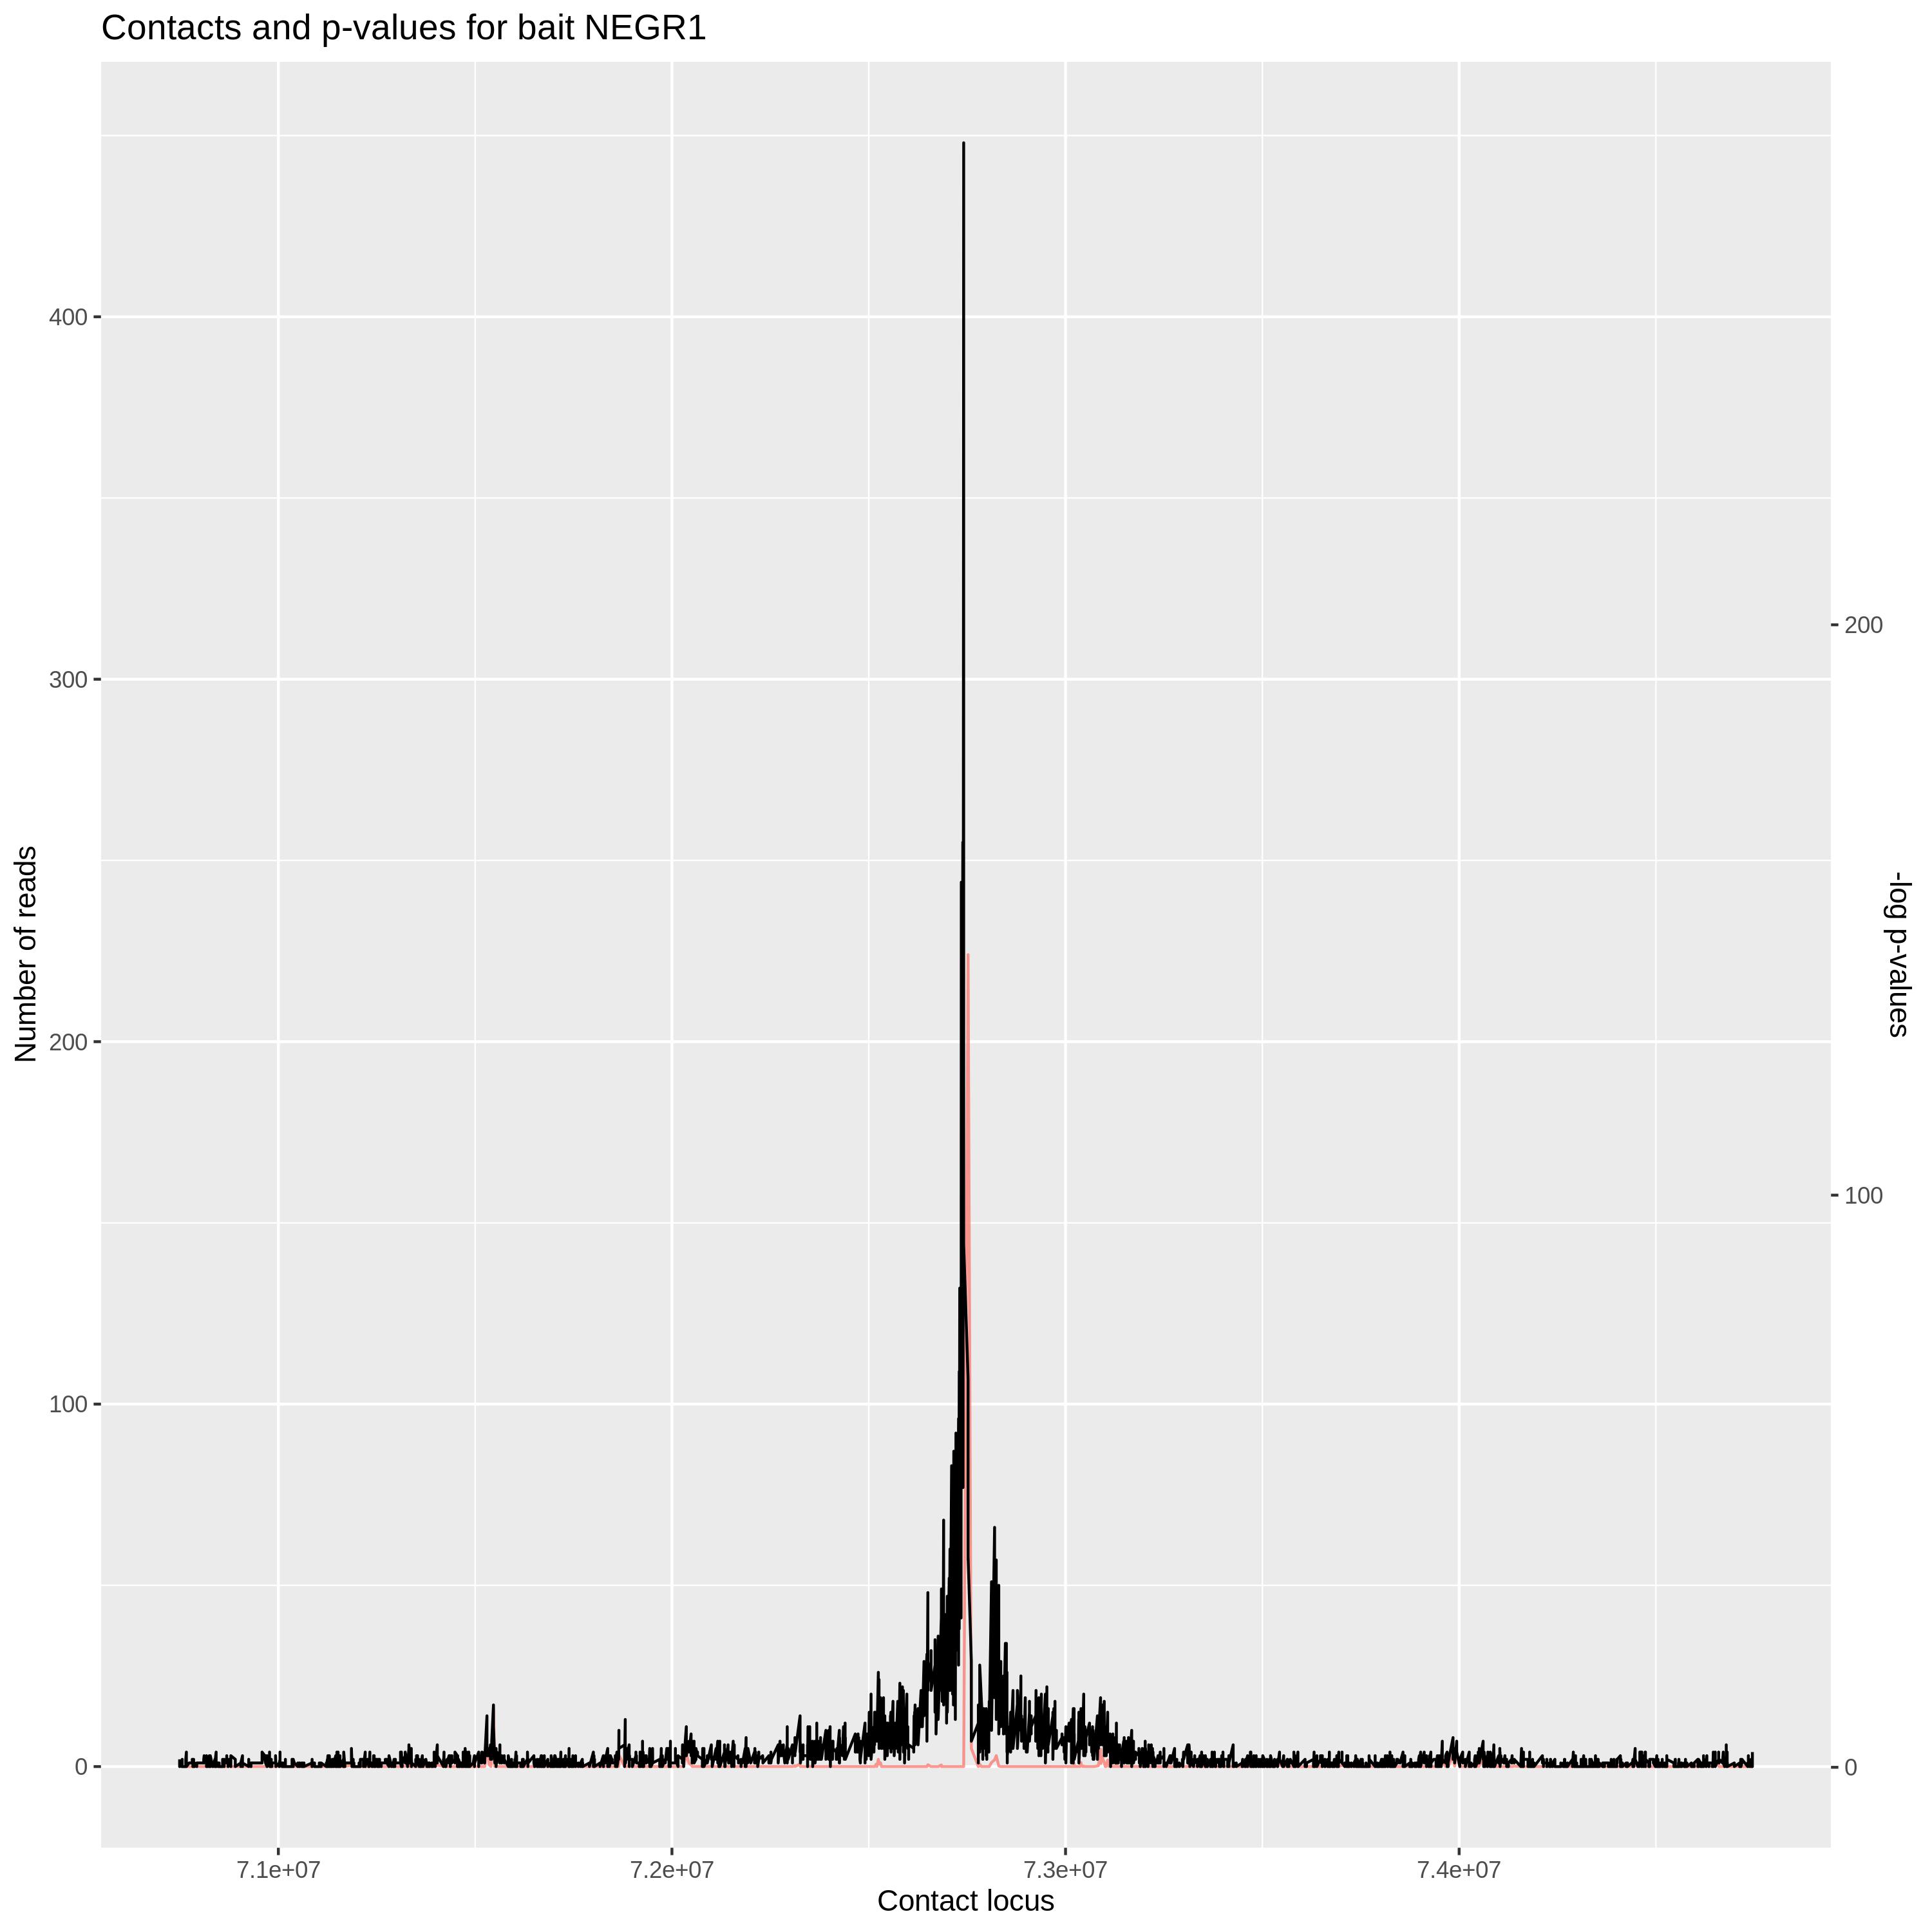 Contacts and p-values for bait NEGR1
Number of reads
400
300
200
100
0
200
100
0
-log p-values
7.1e+07
7.2e+07
7.3e+07
7.4e+07
Contact locus